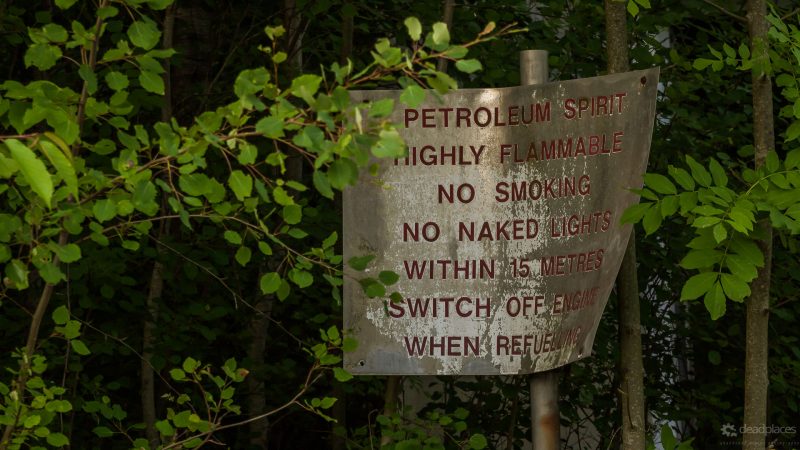 PETROLEUM SPIRIT
HIGHLY FLAMMABLE
NO SMOKING
NO NAKED LIGHTS
WITHIN 15 METRES
SWITCH OFF ENGINE
WHEN REFUELLING
deadplaces